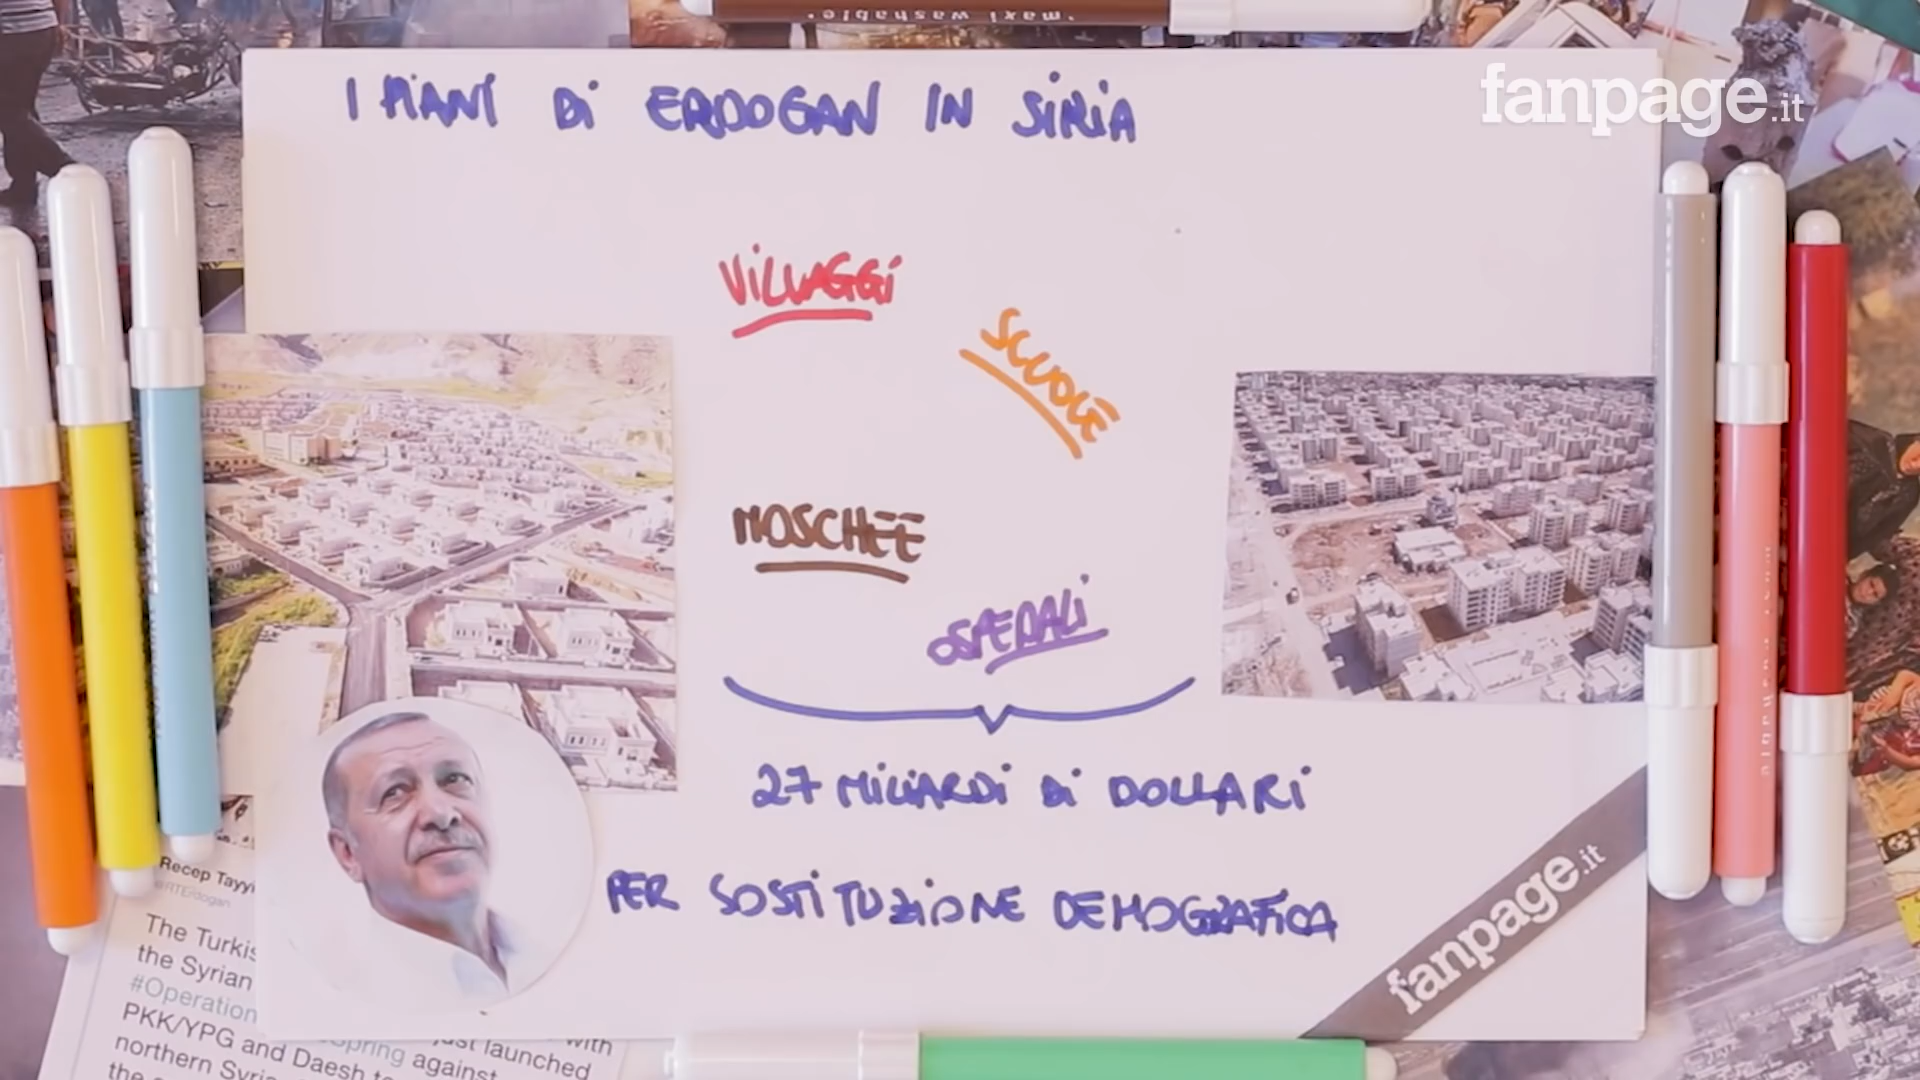 maxi washable
fanpage.it
I PIANI Di ERDOGAN IN SiRiA
ViLLAGGi
SCUOLE
MOSCHEE
OSPEDALi
27 MiLiARDi Di DOLLARi
PER SOSTiTUZiONE DEMOGRAFiCA
fanpage.it
Recep Tayyi
@RTErdogan
The Turkis
the Syrian
#Operation
with
PKK/YPG
Spring
just launched
and Daesh
against
northern
the